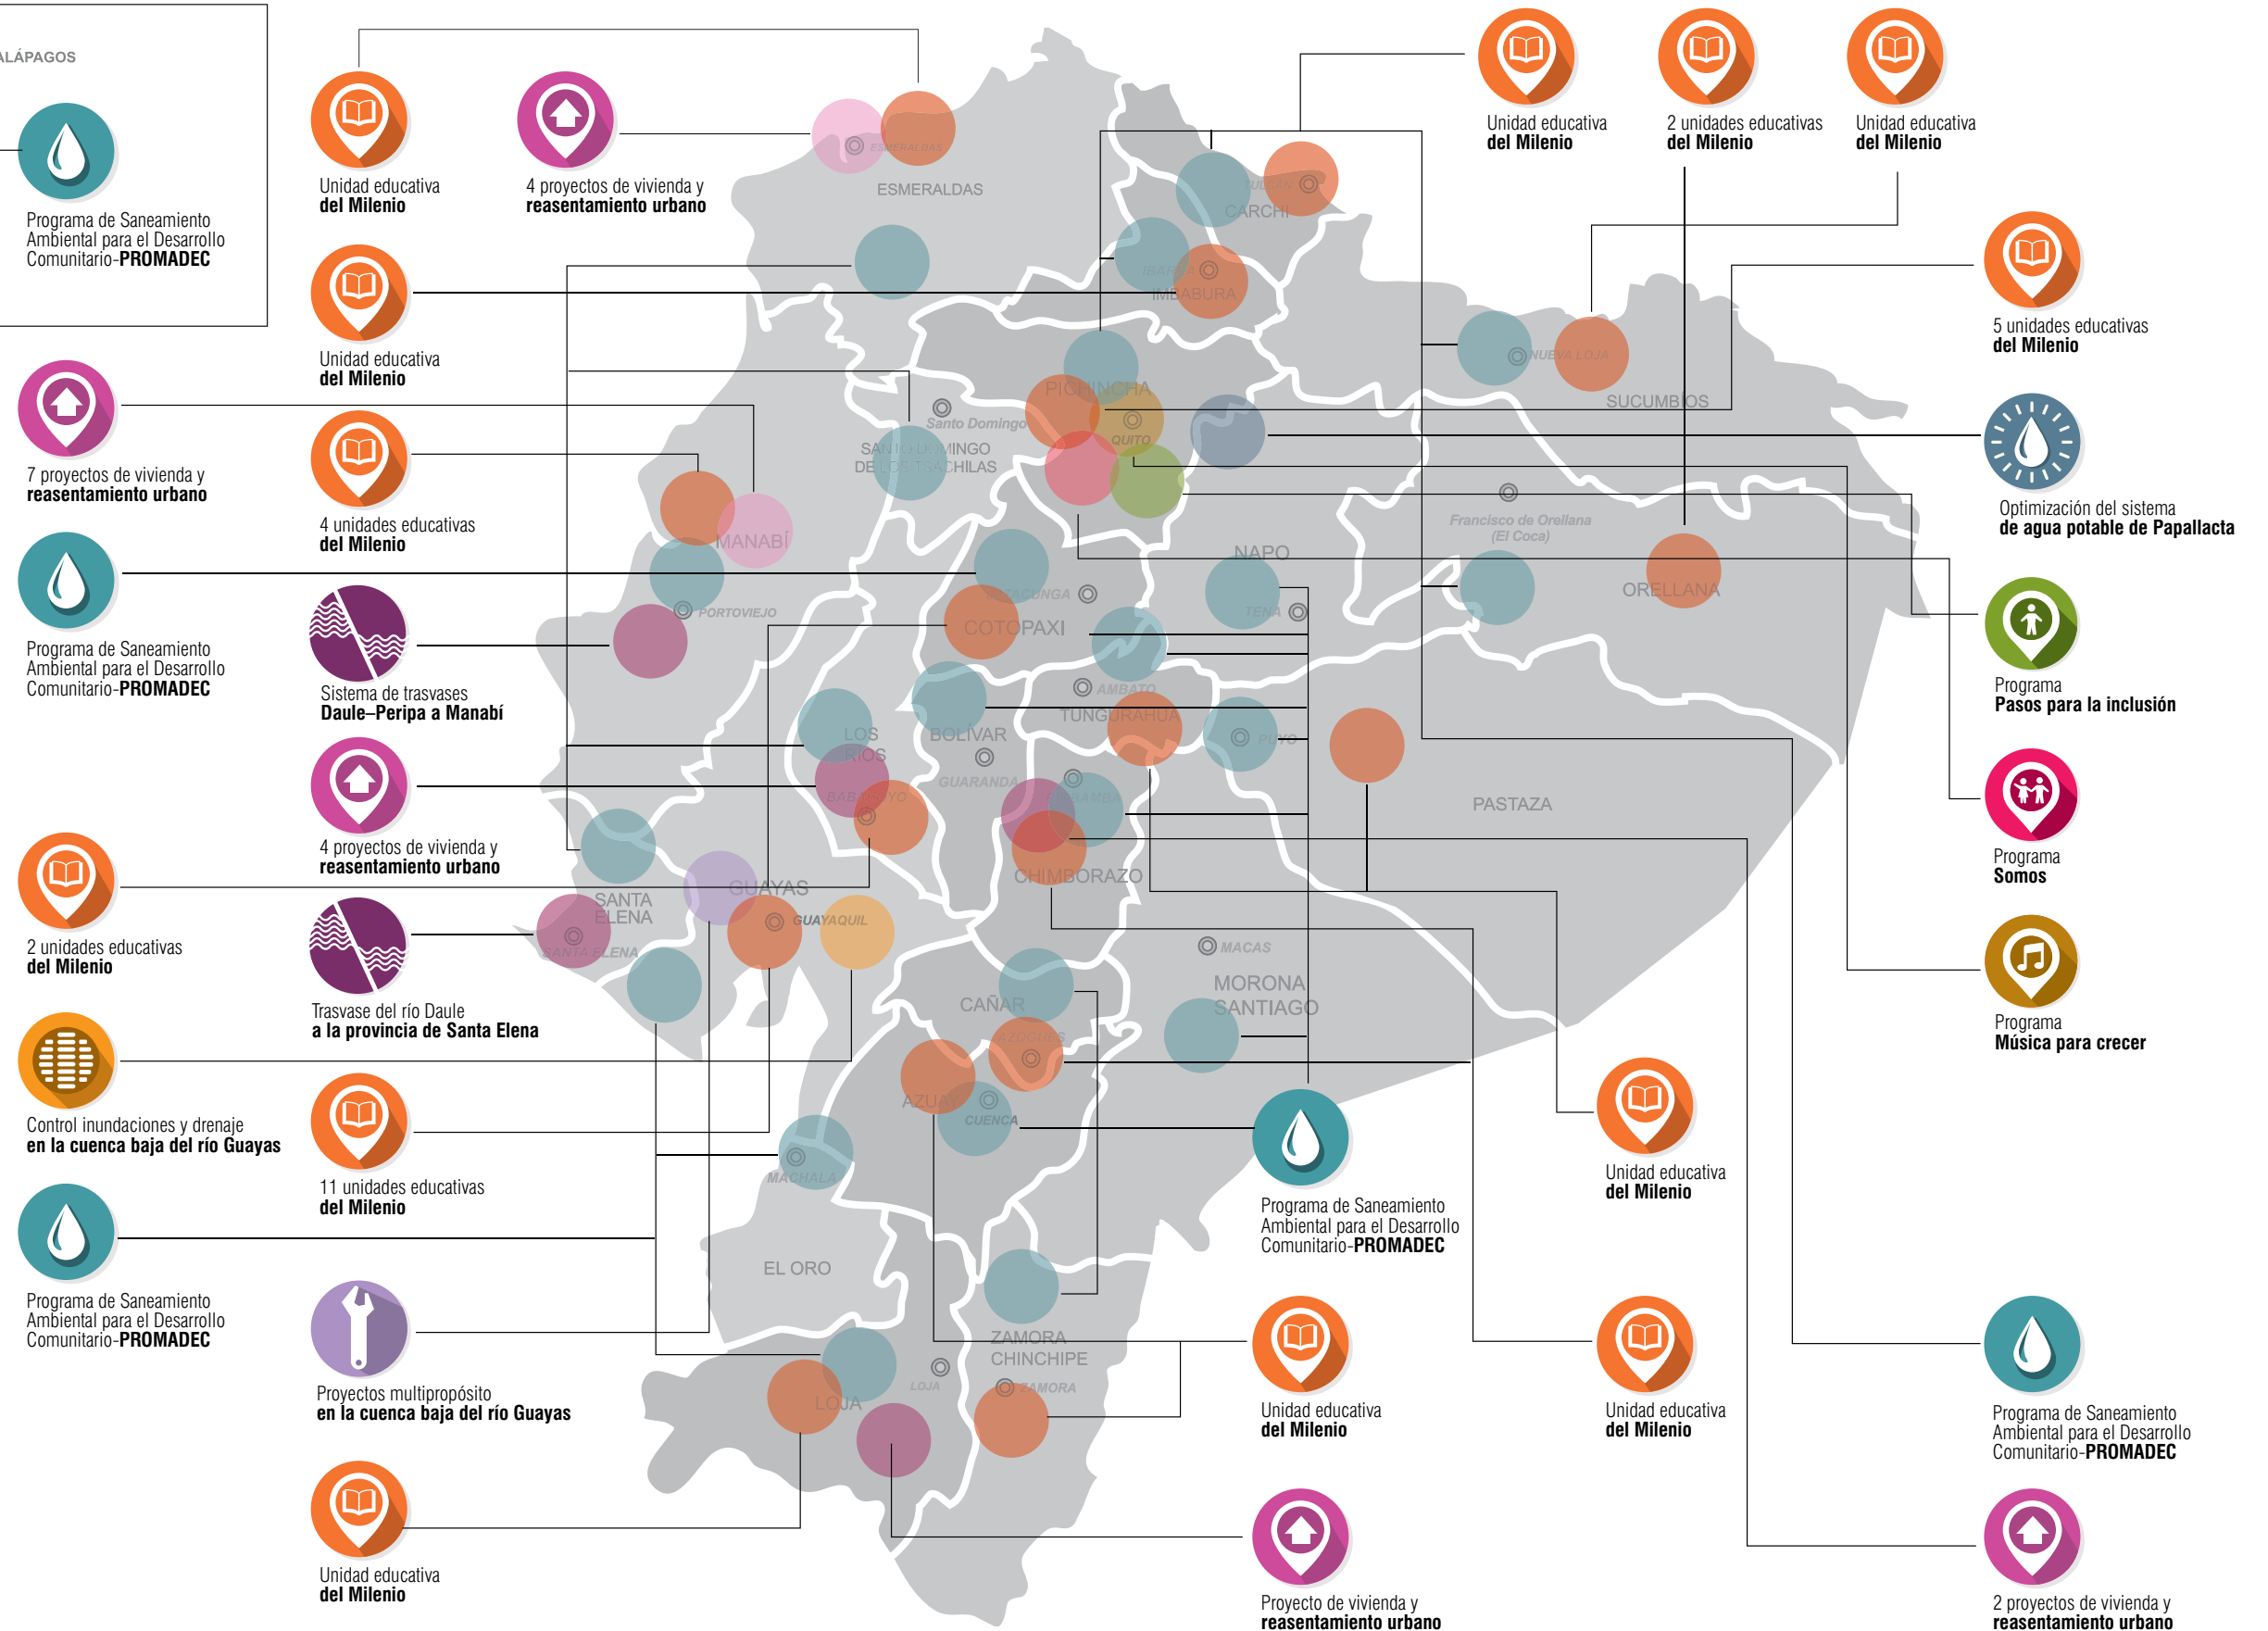 ALÁPAGOS
Programa de Saneamiento
Ambiental para el Desarrollo
Comunitario-PROMADEC
Unidad educativa
del Milenio
4 proyectos de vivienda y
reasentamiento urbano
Unidad educativa
del Milenio
2 unidades educativas
del Milenio
Unidad educativa
del Milenio
Unidad educativa
del Milenio
5 unidades educativas
del Milenio
7 proyectos de vivienda y
reasentamiento urbano
4 unidades educativas
del Milenio
Optimización del sistema
de agua potable de Papallacta
Programa de Saneamiento
Ambiental para el Desarrollo
Comunitario-PROMADEC
Sistema de trasvases
Daule–Peripa a Manabí
Programa
Pasos para la inclusión
4 proyectos de vivienda y
reasentamiento urbano
Programa
Somos
2 unidades educativas
del Milenio
Trasvase del río Daule
a la provincia de Santa Elena
Programa
Música para crecer
Control inundaciones y drenaje
en la cuenca baja del río Guayas
11 unidades educativas
del Milenio
Unidad educativa
del Milenio
Programa de Saneamiento
Ambiental para el Desarrollo
Comunitario-PROMADEC
Programa de Saneamiento
Ambiental para el Desarrollo
Comunitario-PROMADEC
Proyectos multipropósito
en la cuenca baja del río Guayas
Unidad educativa
del Milenio
Unidad educativa
del Milenio
Programa de Saneamiento
Ambiental para el Desarrollo
Comunitario-PROMADEC
Unidad educativa
del Milenio
Proyecto de vivienda y
reasentamiento urbano
2 proyectos de vivienda y
reasentamiento urbano
ESMERALDAS
ESMERALDAS
TULCÁN
CARCHI
IBARRA
IMBABURA
NUEVA LOJA
SUCUMBÍOS
PICHINCHA
QUITO
Santo Domingo
SANTO DOMINGO
DE LOS TSÁCHILAS
Francisco de Orellana
(El Coca)
ORELLANA
MANABÍ
PORTOVIEJO
NAPO
TENA
LATACUNGA
COTOPAXI
AMBATO
TUNGURAHUA
PUYO
PASTAZA
LOS
RÍOS
BABAHOYO
BOLÍVAR
GUARANDA
RIOBAMBA
CHIMBORAZO
GUAYAS
GUAYAQUIL
SANTA
ELENA
SANTA ELENA
MACAS
MORONA
SANTIAGO
CAÑAR
AZOGUES
AZUAY
CUENCA
MACHALA
EL ORO
ZAMORA
CHINCHIPE
ZAMORA
LOJA
LOJA